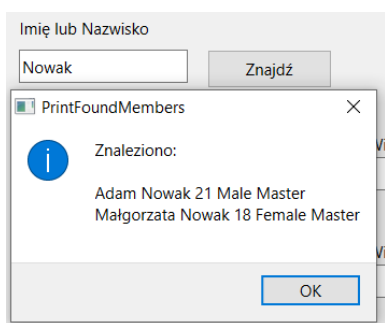 Imię lub Nazwisko
Nowak
Znajdź
PrintFoundMembers
Znaleziono:
Adam Nowak 21 Male Master
Małgorzata Nowak 18 Female Master
OK